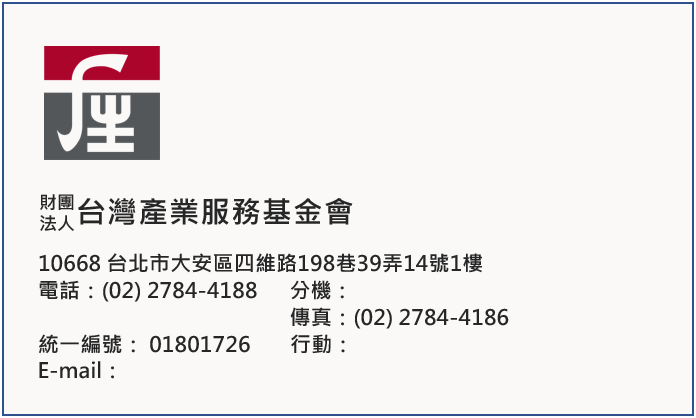 財團法人台灣產業服務基金會
10668 台北市大安區四維路198巷39弄14號1樓
電話：(02) 2784-4188 分機：
傳真：(02) 2784-4186
統一編號： 01801726 行動：
E-mail：